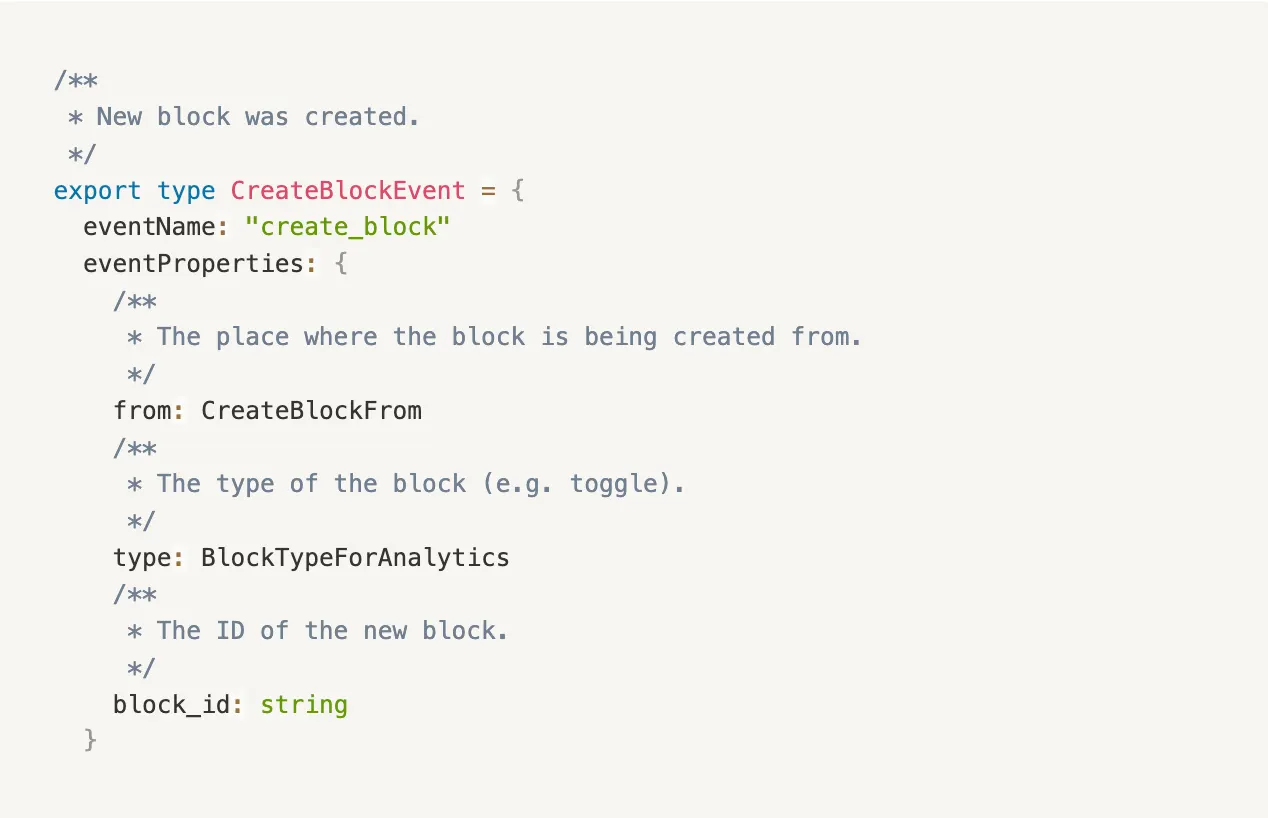 /**
 * New block was created.
 */
export type CreateBlockEvent = {
  eventName: "create_block"
  eventProperties: {
    /**
     * The place where the block is being created from.
     */
    from: CreateBlockFrom
    /**
     * The type of the block (e.g. toggle).
     */
    type: BlockTypeForAnalytics
    /**
     * The ID of the new block.
     */
    block_id: string
  }